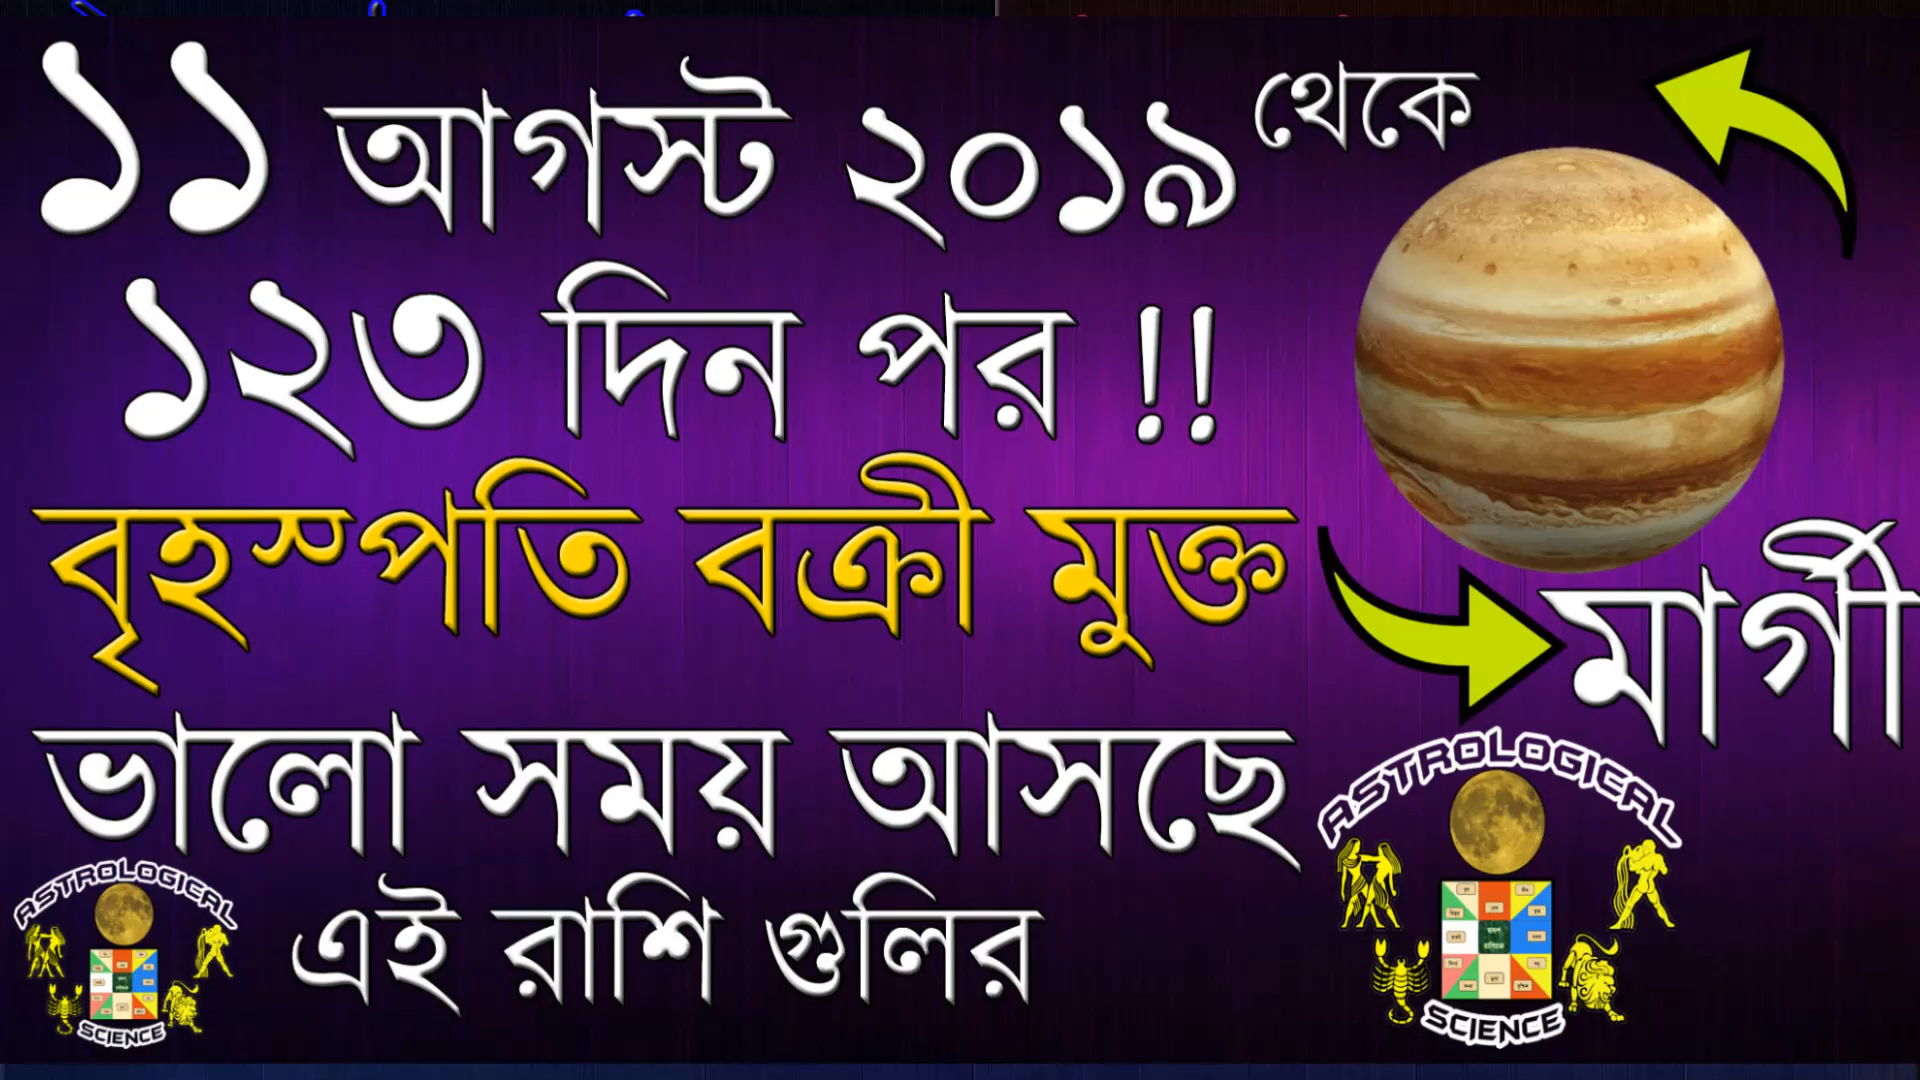 ১১ আগস্ট ২০১৯ থেকে
১২৩ দিন পর !!
বৃহস্পতি বক্রী মুক্ত
মার্গী
ভালো সময় আসছে
এই রাশি গুলির
ASTROLOGICAL
SCIENCE
ASTROLOGICAL
SCIENCE